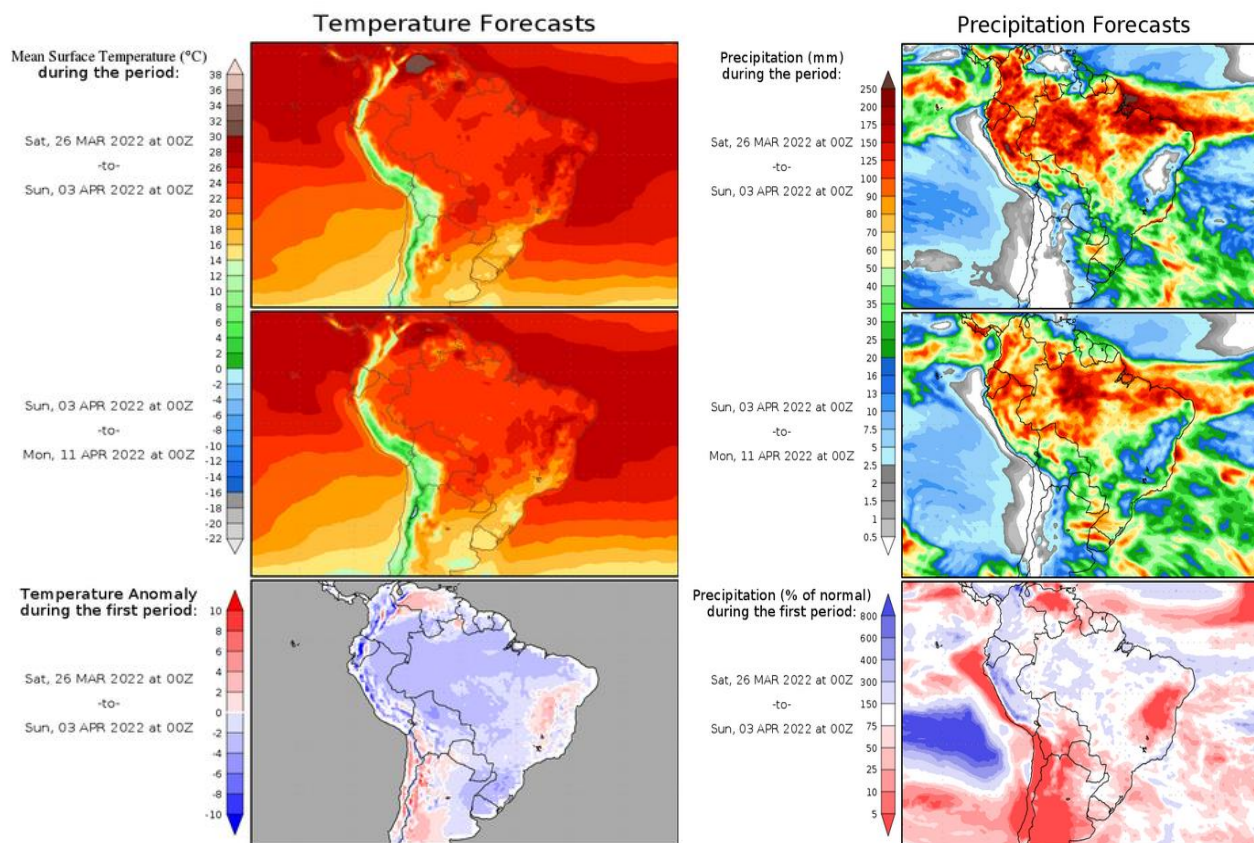 Temperature Forecasts
Mean Surface Temperature (°C)
during the period:
38
36
34
32
30
28
26
24
22
20
18
16
14
12
10
8
6
4
2
0
-2
-4
-6
-8
-10
-12
-14
-16
-18
-20
-22
Sat, 26 MAR 2022 at 00Z
-to-
Sun, 03 APR 2022 at 00Z
Sun, 03 APR 2022 at 00Z
-to-
Mon, 11 APR 2022 at 00Z
Temperature Anomaly
during the first period:
10
8
6
4
2
0
-2
-4
-6
-8
-10
Sat, 26 MAR 2022 at 00Z
-to-
Sun, 03 APR 2022 at 00Z
Precipitation Forecasts
Precipitation (mm)
during the period:
250
200
175
150
125
100
90
80
70
60
50
40
35
30
25
20
16
13
10
7.5
5
2.5
2
1.5
1
0.5
Sat, 26 MAR 2022 at 00Z
-to-
Sun, 03 APR 2022 at 00Z
Sun, 03 APR 2022 at 00Z
-to-
Mon, 11 APR 2022 at 00Z
Precipitation (% of normal)
during the first period:
800
600
400
300
150
75
50
25
10
5
Sat, 26 MAR 2022 at 00Z
-to-
Sun, 03 APR 2022 at 00Z